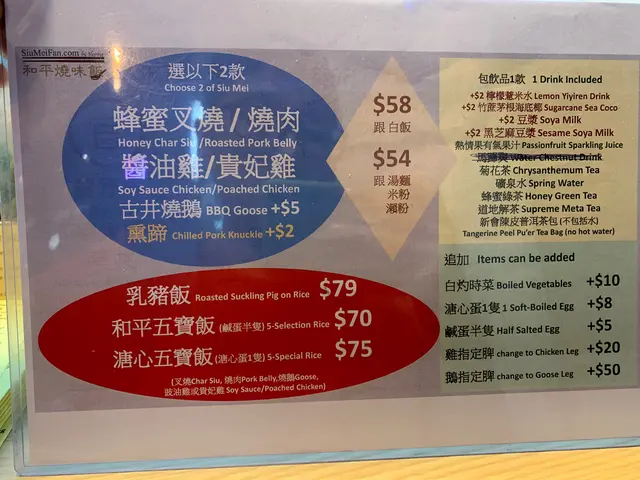 SiuMeiFan.com
和平燒味飯
選以下2款
Choose 2 of Siu Mei
蜂蜜叉燒/燒肉
Honey Char Siu /Roasted Pork Belly
醬油雞/貴妃雞
Soy Sauce Chicken/Poached Chicken
古井燒鵝 BBQ Goose +$5
熏蹄 Chilled Pork Knuckle +$2
$58
跟 白飯
$54
跟 湯麵
米粉
瀨粉
乳豬飯 Roasted Suckling Pig on Rice $79
和平五寶飯 (鹹蛋半隻) 5-Selection Rice $70
溏心五寶飯 (溏心蛋1隻) 5-Special Rice $75
(叉燒Char Siu, 燒肉Pork Belly,燒鵝Goose,
豉油雞或貴妃雞 Soy Sauce/Poached Chicken)
包飲品1款 1 Drink Included
+$2 檸檬薏米水 Lemon Yiyiren Drink
+$2 竹蔗茅根海底椰 Sugarcane Sea Coco
+$2 豆漿 Soya Milk
+$2 黑芝麻豆漿 Sesame Soya Milk
熱情果有氣果汁 Passionfruit Sparkling Juice
馬蹄爽 Water Chestnut Drink
菊花茶 Chrysanthemum Tea
礦泉水 Spring Water
蜂蜜綠茶 Honey Green Tea
道地解茶 Supreme Meta Tea
新會陳皮普洱茶包 (不包括水)
Tangerine Peel Pu'er Tea Bag (no hot water)
追加 Items can be added
白灼時菜 Boiled Vegetables +$10
溏心蛋1隻 1 Soft-Boiled Egg +$8
鹹蛋半隻 Half Salted Egg +$5
雞指定脾 change to Chicken Leg +$20
鵝指定脾 change to Goose Leg +$50